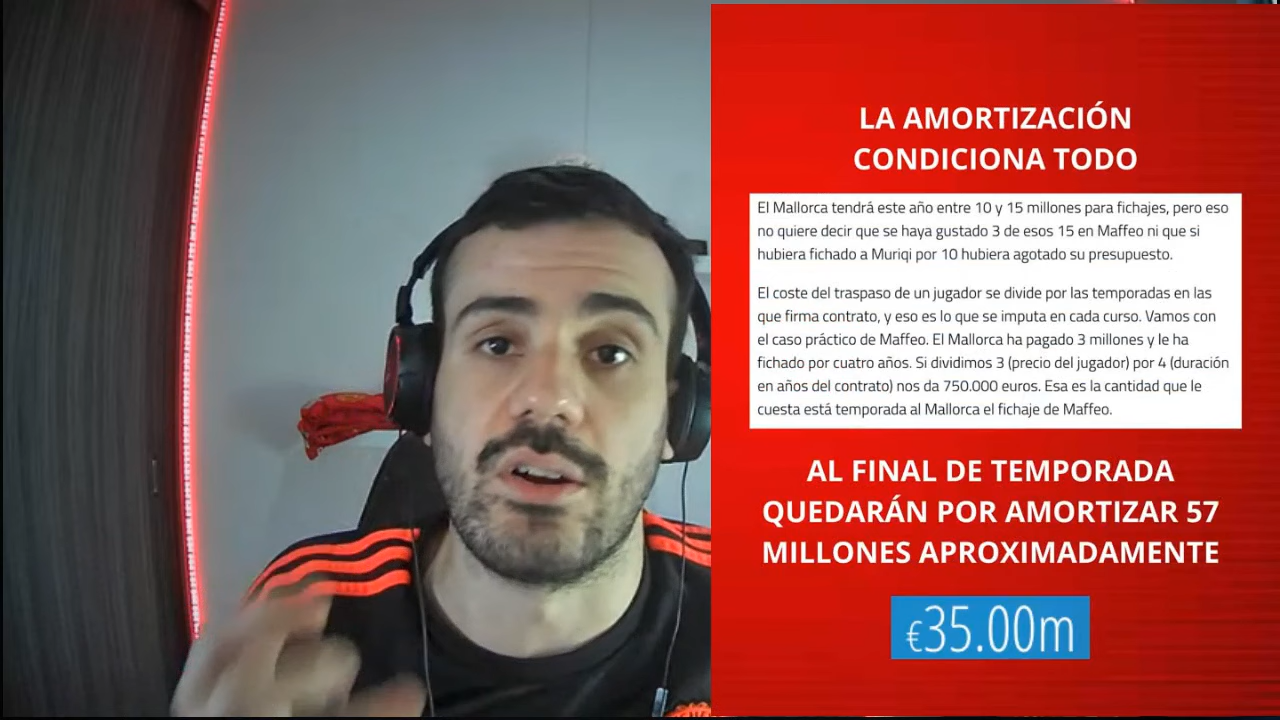 LA AMORTIZACIÓN
CONDICIONA TODO
El Mallorca tendrá este año entre 10 y 15 millones para fichajes, pero eso
no quiere decir que se haya gustado 3 de esos 15 en Maffeo ni que si
hubiera fichado a Muriqi por 10 hubiera agotado su presupuesto.
El coste del traspaso de un jugador se divide por las temporadas en las
que firma contrato, y eso es lo que se imputa en cada curso. Vamos con
el caso práctico de Maffeo. El Mallorca ha pagado 3 millones y le ha
fichado por cuatro años. Si dividimos 3 (precio del jugador) por 4 (duración
en años del contrato) nos da 750.000 euros. Esa es la cantidad que le
cuesta está temporada al Mallorca el fichaje de Maffeo.
AL FINAL DE TEMPORADA
QUEDARÁN POR AMORTIZAR 57
MILLONES APROXIMADAMENTE
€35.00m